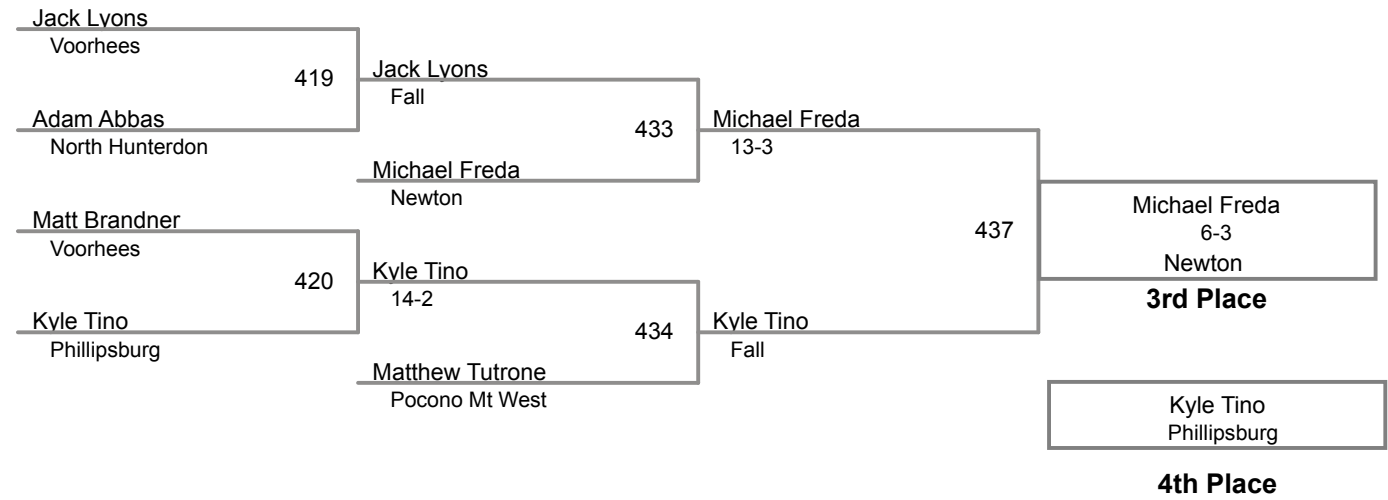 Jack Lyons
Voorhees
419
Jack Lyons
Fall
Adam Abbas
North Hunterdon
433
Michael Freda
13-3
Michael Freda
Newton
Matt Brandner
Voorhees
437
Michael Freda
6-3
Newton
3rd Place
420
Kyle Tino
14-2
Kyle Tino
Phillipsburg
434
Kyle Tino
Fall
Matthew Tutrone
Pocono Mt West
Kyle Tino
Phillipsburg
4th Place